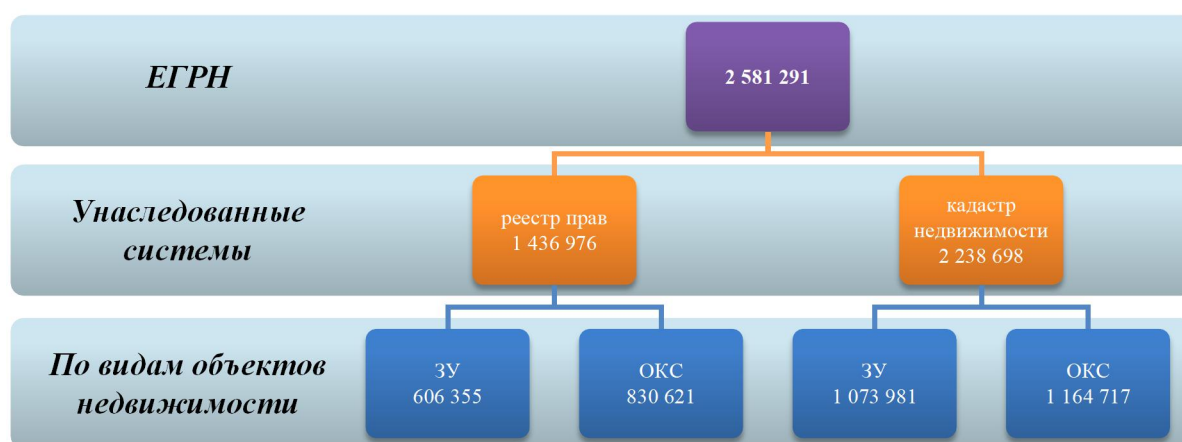 ЕГРН
2 581 291
Унаследованные
системы
реестр прав
1 436 976
кадастр
недвижимости
2 238 698
По видам объектов
недвижимости
ЗУ
606 355
ОКС
830 621
ЗУ
1 073 981
ОКС
1 164 717